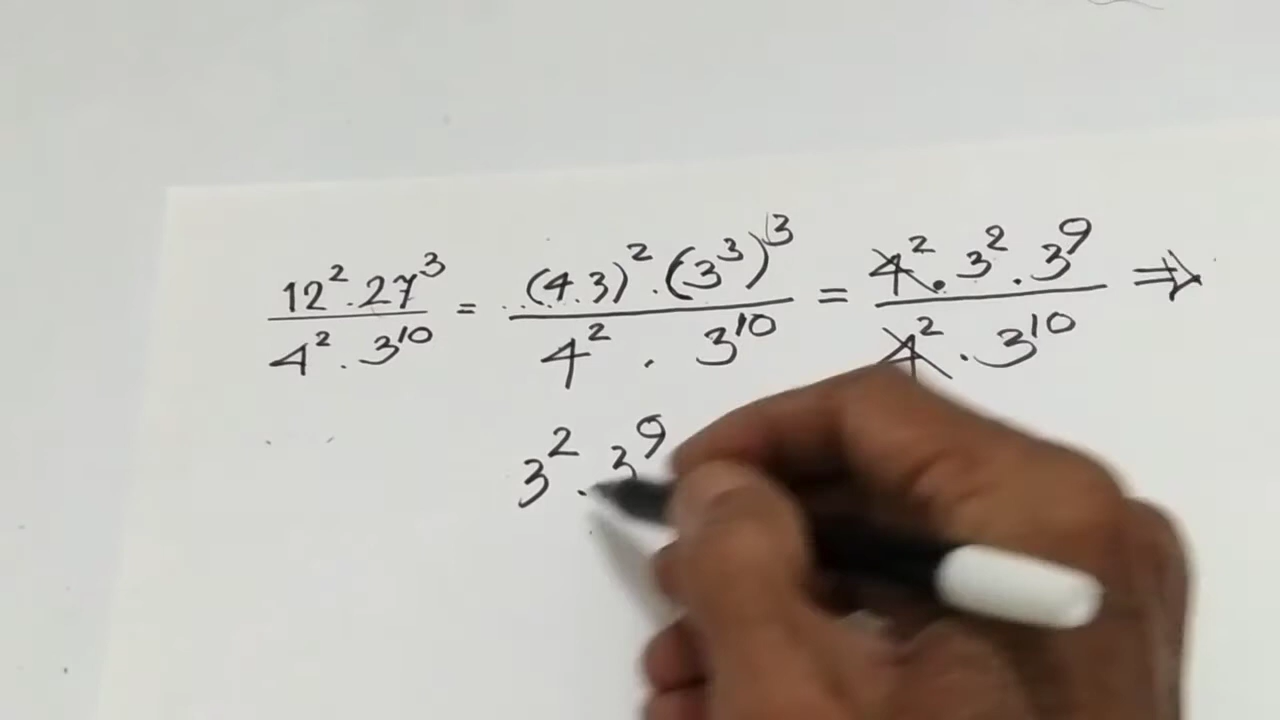 12² · 27³ / 4² · 3¹⁰ = (4·3)² · (3³)³ / 4² · 3¹⁰ = 4² · 3² · 3⁹ / 4² · 3¹⁰ ⇒
3² · 3⁹